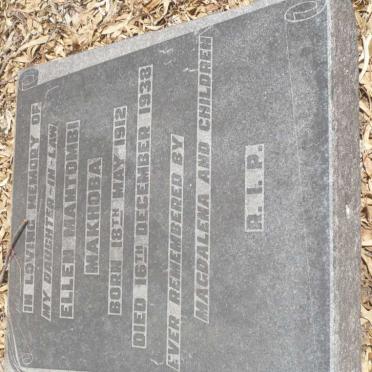 IN LOVING MEMORY OF
MY DAUGHTER-IN-LAW
ELLEN MANTOMBI
MAKHOBA
BORN 18TH MAY 1912
DIED 16TH DECEMBER 1938
EVER REMEMBERED BY
MAGDALENA AND CHILDREN
R.I.P.